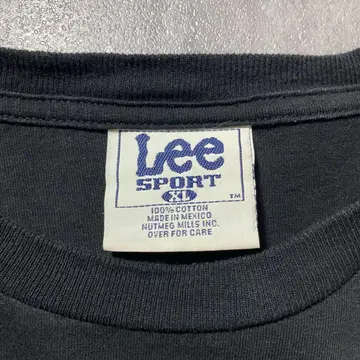 Lee
SPORT
XL
TM
100% COTTON
MADE IN MEXICO
NUTMEG MILLS INC.
OVER FOR CARE